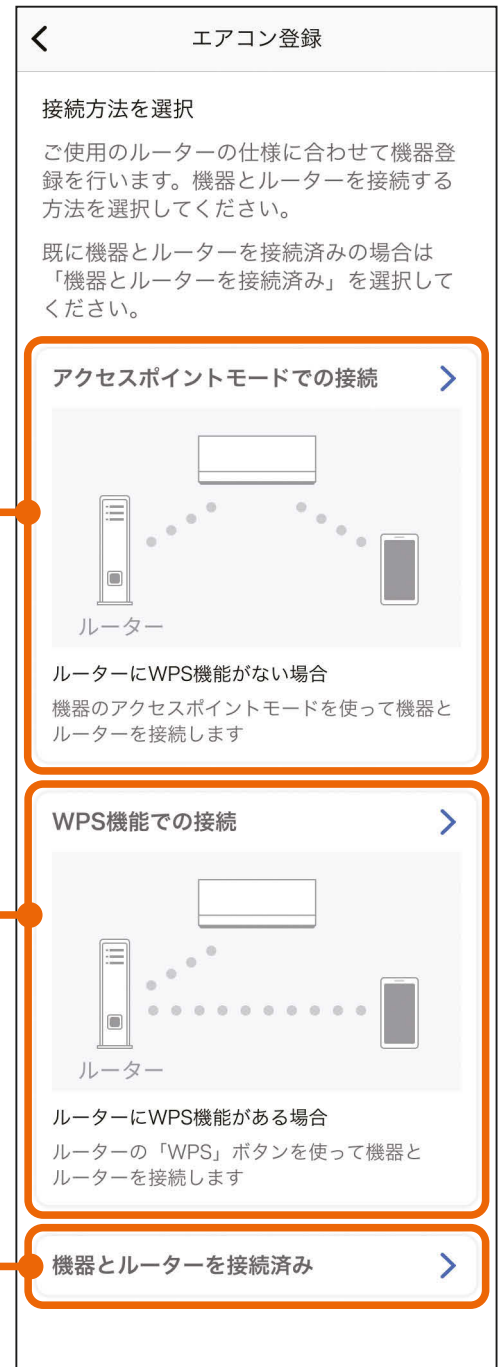 エアコン登録
接続方法を選択
ご使用のルーターの仕様に合わせて機器登
録を行います。機器とルーターを接続する
方法を選択してください。
既に機器とルーターを接続済みの場合は
「機器とルーターを接続済み」を選択して
ください。
アクセスポイントモードでの接続
ルーター
ルーターにWPS機能がない場合
機器のアクセスポイントモードを使って機器と
ルーターを接続します
WPS機能での接続
ルーター
ルーターにWPS機能がある場合
ルーターの「WPS」ボタンを使って機器と
ルーターを接続します
機器とルーターを接続済み